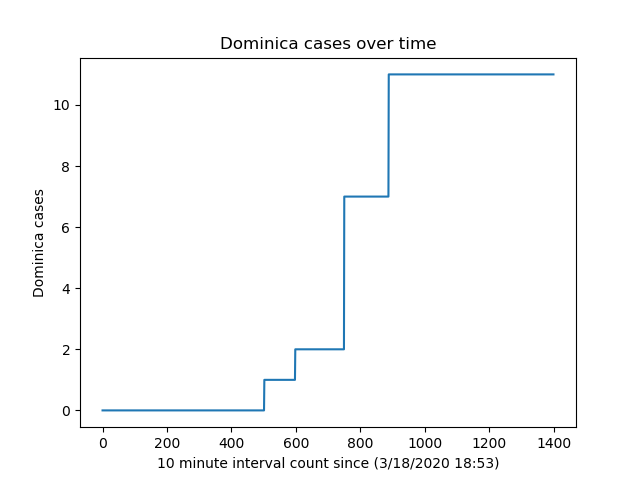 Dominica cases over time
Dominica cases
10
8
6
4
2
0
0 200 400 600 800 1000 1200 1400
10 minute interval count since (3/18/2020 18:53)